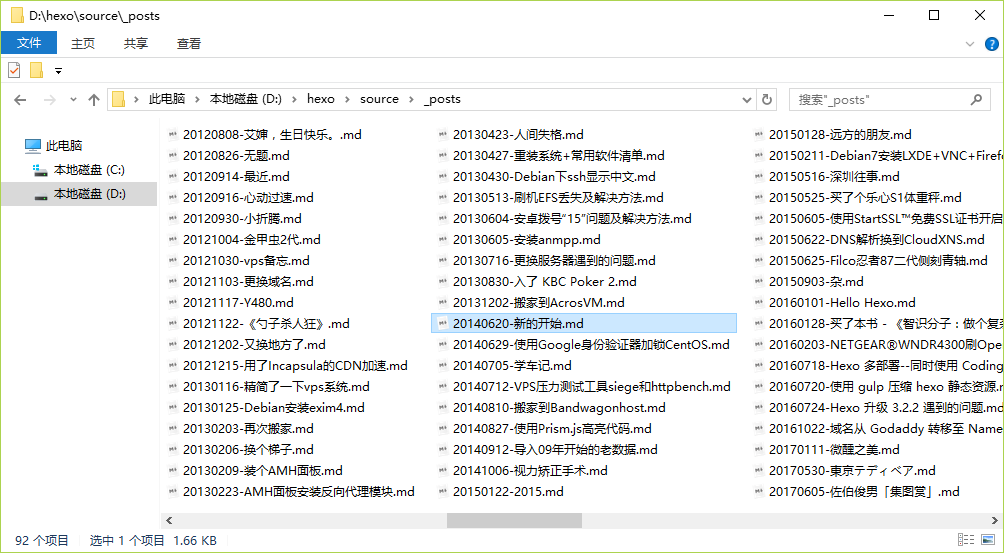 D:\hexo\source\_posts
文件 主页 共享 查看
此电脑 本地磁盘 (D:) hexo source _posts
搜索"_posts"
此电脑
本地磁盘 (C:)
本地磁盘 (D:)
20120808-艾婶，生日快乐。.md
20120826-无题.md
20120914-最近.md
20120916-心动过速.md
20120930-小折腾.md
20121004-金甲虫2代.md
20121030-vps备忘.md
20121103-更换域名.md
20121117-Y480.md
20121122-《勺子杀人狂》.md
20121202-又换地方了.md
20121215-用了Incapsula的CDN加速.md
20130116-精简了一下vps系统.md
20130125-Debian安装exim4.md
20130203-再次搬家.md
20130206-换个梯子.md
20130209-装个AMH面板.md
20130223-AMH面板安装反向代理模块.md
20130423-人间失格.md
20130427-重装系统+常用软件清单.md
20130430-Debian下ssh显示中文.md
20130513-刷机EFS丢失及解决方法.md
20130604-安卓拨号“15”问题及解决方法.md
20130605-安装anmpp.md
20130716-更换服务器遇到的问题.md
20130830-入了 KBC Poker 2.md
20131202-搬家到AcrosVM.md
20140620-新的开始.md
20140629-使用Google身份验证器加锁CentOS.md
20140705-学车记.md
20140712-VPS压力测试工具siege和httpbench.md
20140810-搬家到Bandwagonhost.md
20140827-使用Prism.js高亮代码.md
20140912-导入09年开始的老数据.md
20141006-视力矫正手术.md
20150122-2015.md
20150128-远方的朋友.md
20150211-Debian7安装LXDE+VNC+Firefo
20150516-深圳往事.md
20150525-买了个乐心S1体重秤.md
20150605-使用StartSSL™免费SSL证书开启
20150622-DNS解析换到CloudXNS.md
20150625-Filco忍者87二代侧刻青轴.md
20150903-杂.md
20160101-Hello Hexo.md
20160128-买了本书 - 《智识分子：做个复杂
20160203-NETGEAR®WNDR4300刷Ope
20160718-Hexo 多部署--同时使用 Coding
20160720-使用 gulp 压缩 hexo 静态资源.m
20160724-Hexo 升级 3.2.2 遇到的问题.md
20161022-域名从 Godaddy 转移至 Name
20170111-微醺之美.md
20170530-東京テディベア.md
20170605-佐伯俊男「集图赏」.md
92 个项目 选中 1 个项目 1.66 KB